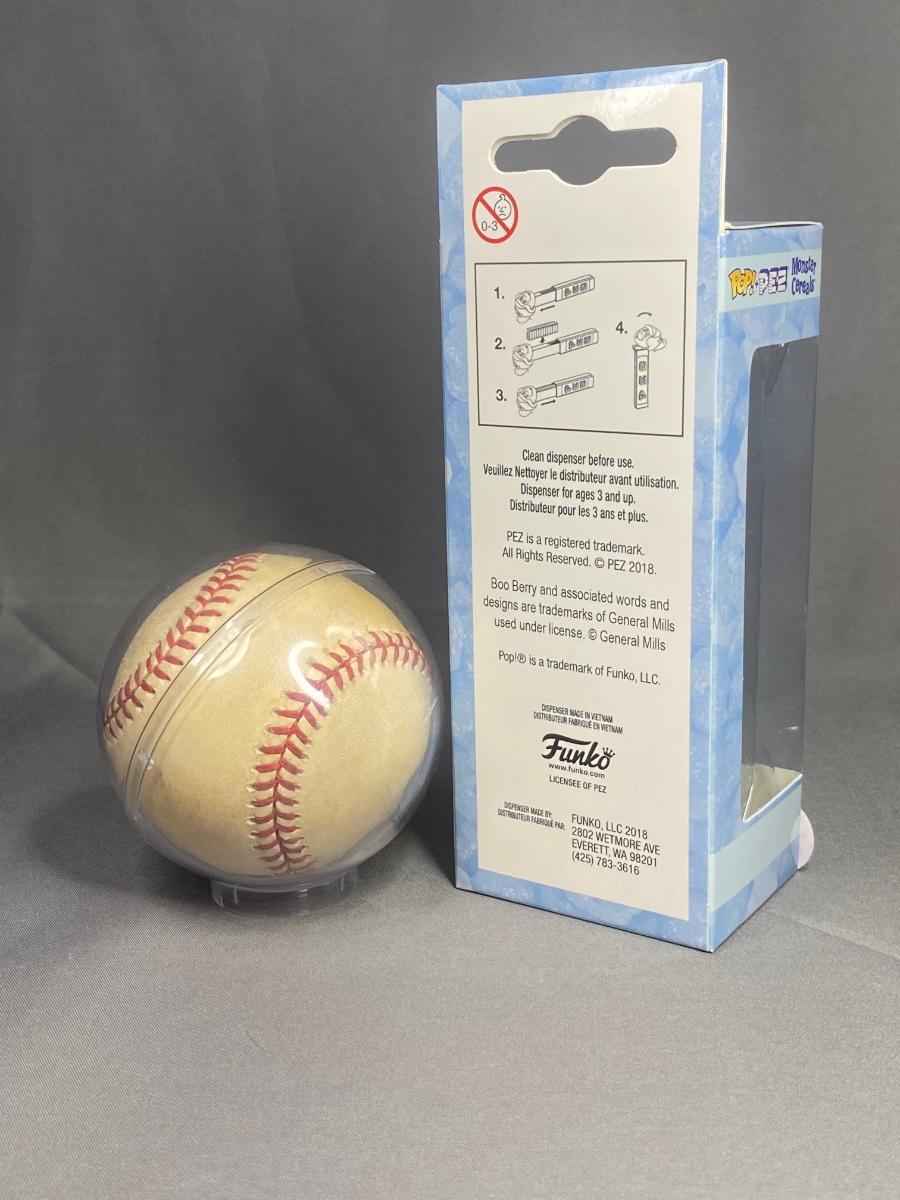 0-3
1.
2.
3.
4.
Clean dispenser before use.
Veuillez Nettoyer le distributeur avant utilisation.
Dispenser for ages 3 and up.
Distributeur pour les 3 ans et plus.
PEZ is a registered trademark.
All Rights Reserved. © PEZ 2018.
Boo Berry and associated words and
designs are trademarks of General Mills
used under license. © General Mills
Pop!® is a trademark of Funko, LLC.
DISPENSER MADE IN VIETNAM
DISTRIBUTEUR FABRIQUÉ EN VIETNAM
Funko
www.funko.com
LICENSEE OF PEZ
DISPENSER MADE BY:
DISTRIBUTEUR FABRIQUÉ PAR:
FUNKO, LLC 2018
2802 WETMORE AVE
EVERETT, WA 98201
(425) 783-3616
POP!+PEZ
Monster
Cereals